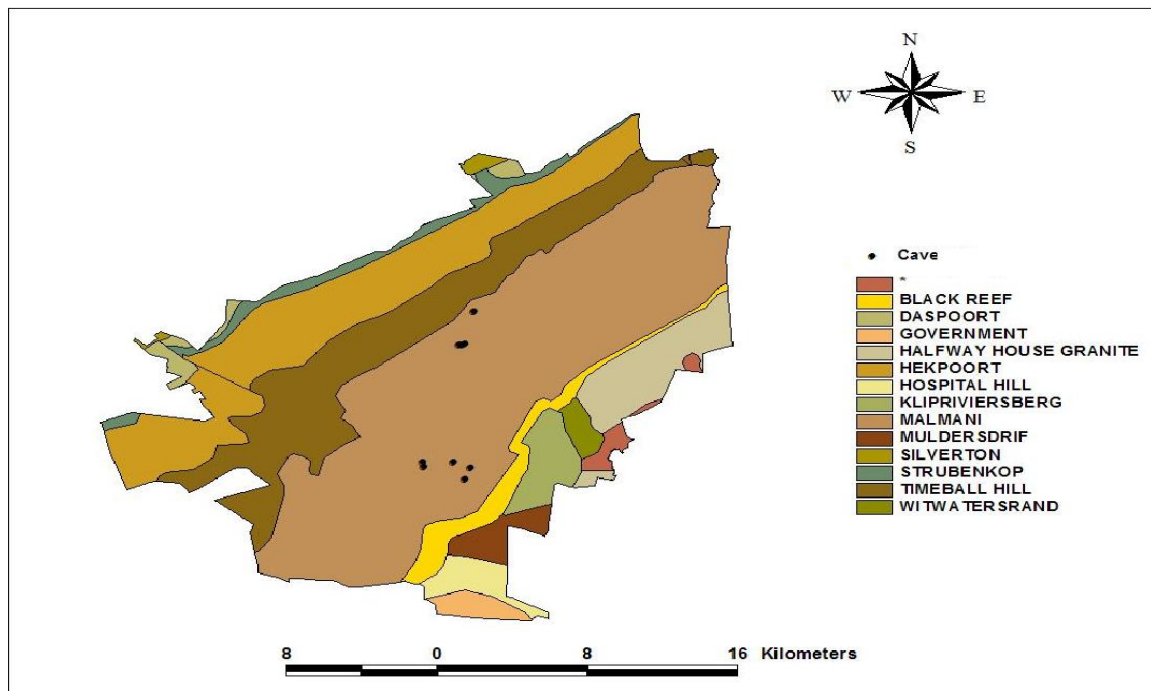 N
W E
S
Cave
*
BLACK REEF
DASPOORT
GOVERNMENT
HALFWAY HOUSE GRANITE
HEKPOORT
HOSPITAL HILL
KLIPRIVIERSBERG
MALMANI
MULDERSDRIF
SILVERTON
STRUBENKOP
TIMEBALL HILL
WITWATERSRAND
8 0 8 16 Kilometers